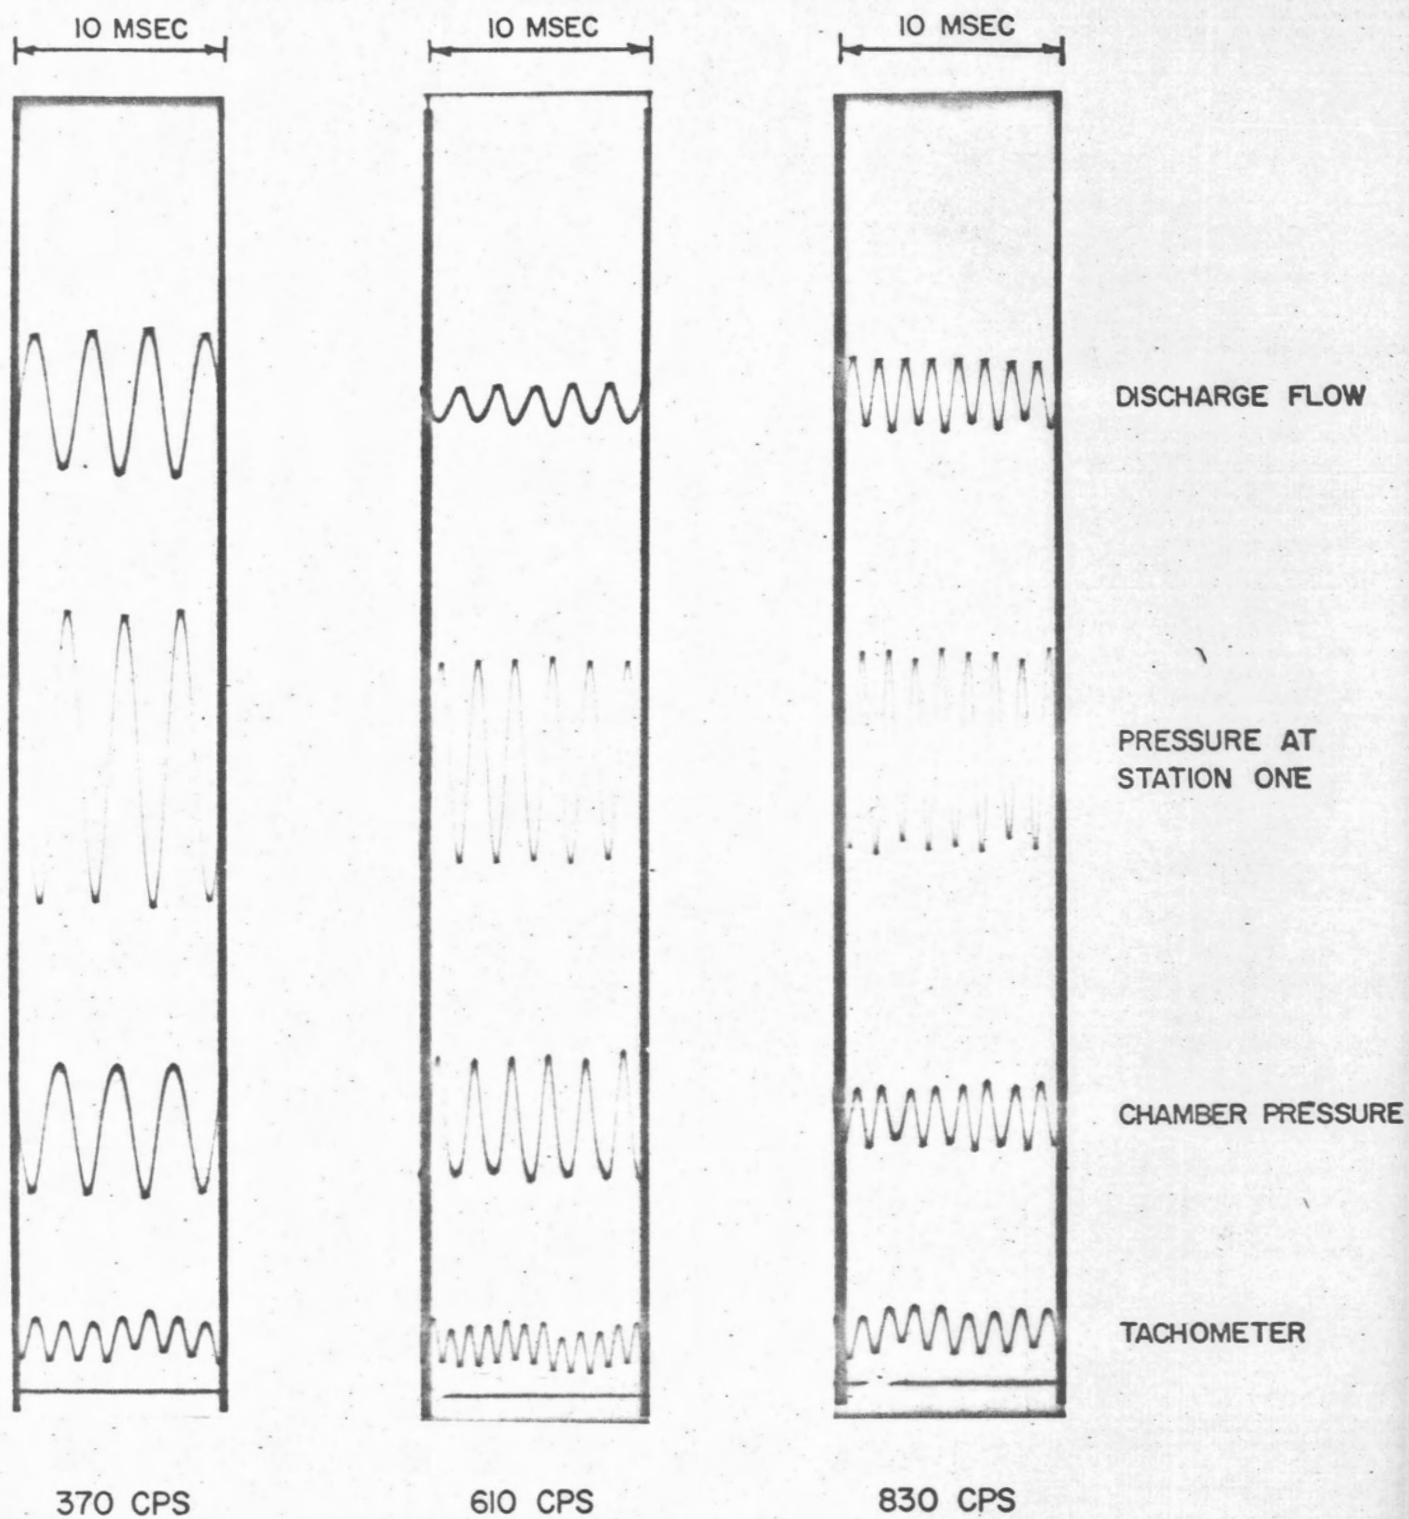 10 MSEC
10 MSEC
10 MSEC
DISCHARGE FLOW
PRESSURE AT
STATION ONE
CHAMBER PRESSURE
TACHOMETER
370 CPS
610 CPS
830 CPS